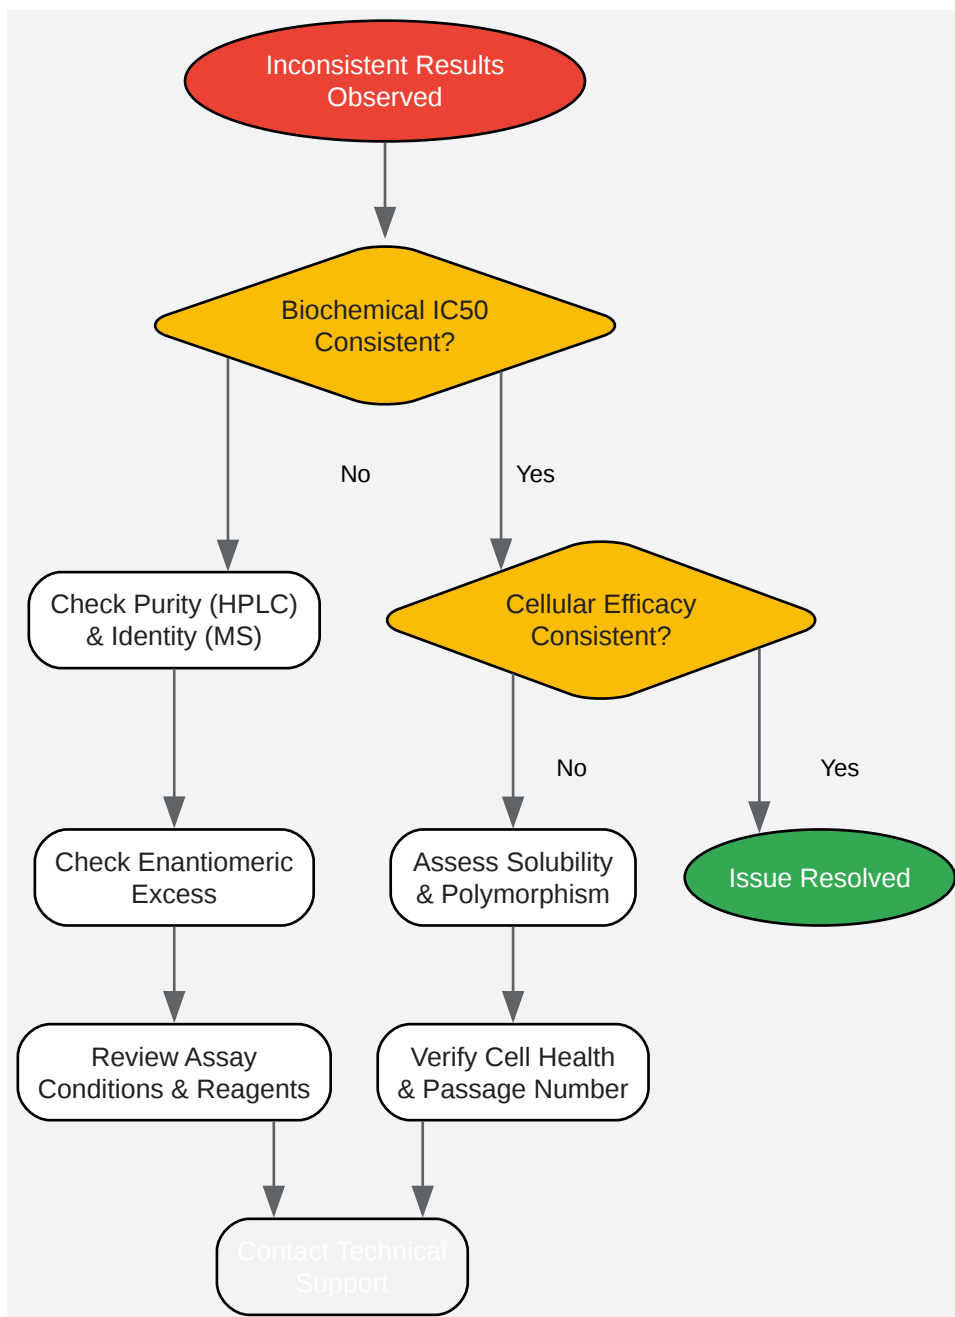 Inconsistent Results
Observed
Biochemical IC50
Consistent?
No
Yes
Check Purity (HPLC)
& Identity (MS)
Cellular Efficacy
Consistent?
No
Yes
Check Enantiomeric
Excess
Assess Solubility
& Polymorphism
Issue Resolved
Review Assay
Conditions & Reagents
Verify Cell Health
& Passage Number
Contact Technical
Support